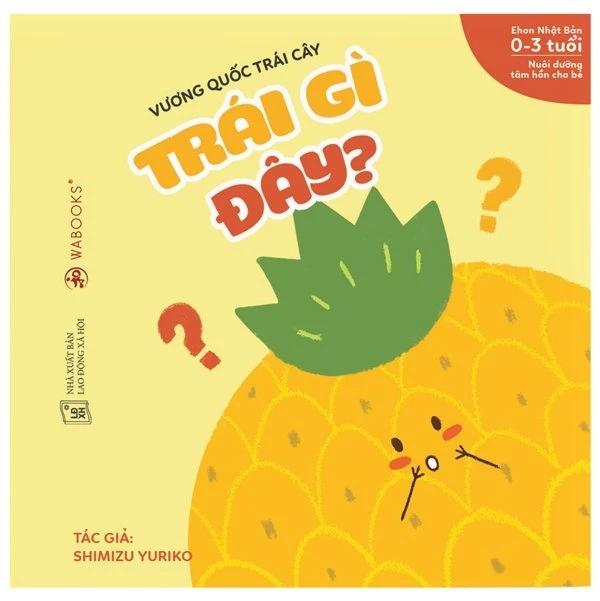 Ehon Nhật Bản
0-3 tuổi
Nuôi dưỡng
tâm hồn cho bé
VƯƠNG QUỐC TRÁI CÂY
TRÁI GÌ
ĐÂY?
?
?
WABOOKS®
NHÀ XUẤT BẢN
LAO ĐỘNG XÃ HỘI
TÁC GIẢ:
SHIMIZU YURIKO